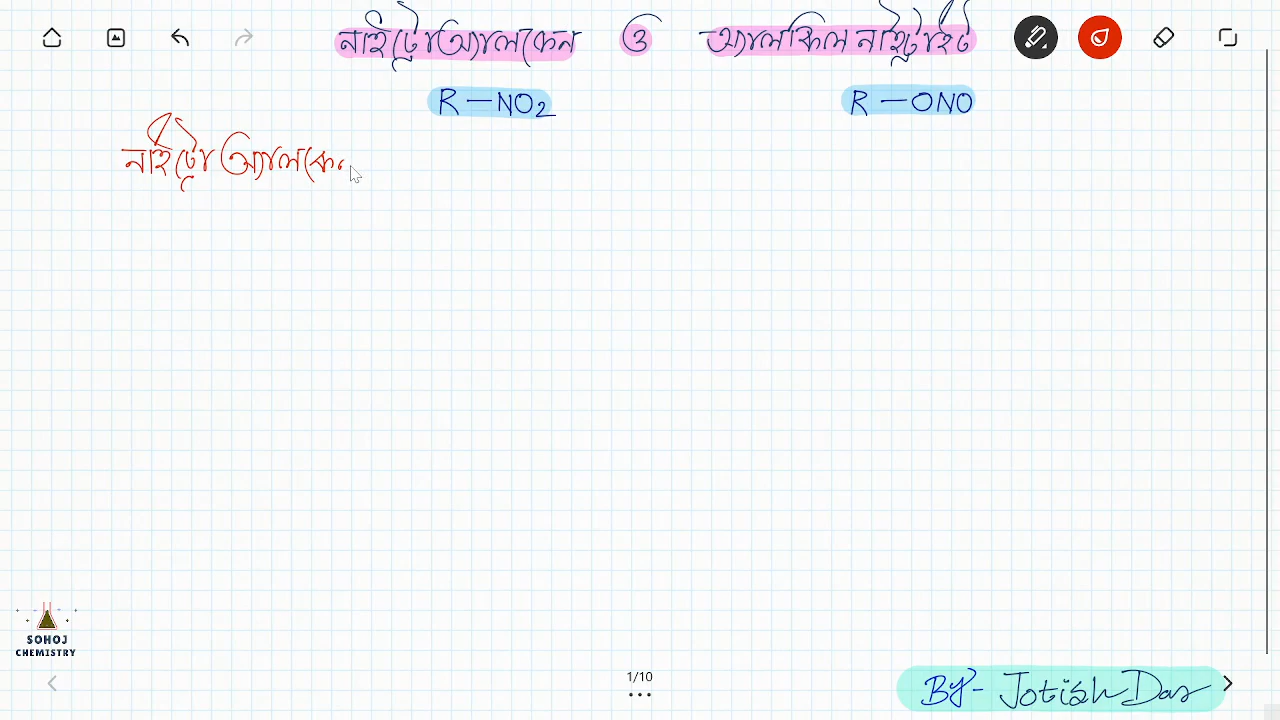 নাইট্রোঅ্যালকেন ও অ্যালকিল নাইট্রাইট
R—NO2 R—ONO
নাইট্রো অ্যালকে
SOHOJ
CHEMISTRY
1/10
By- Jotish Das